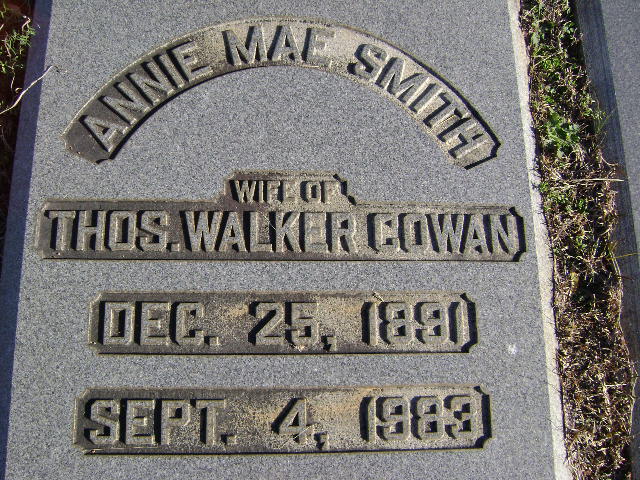 ANNIE MAE SMITH
WIFE OF
THOS. WALKER COWAN
DEC. 25, 1891
SEPT. 4, 1983